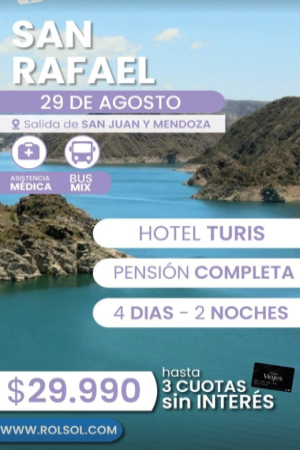 SAN
RAFAEL
29 DE AGOSTO
Salida de SAN JUAN Y MENDOZA
ASISTENCIA
MÉDICA
BUS
MIX
HOTEL TURIS
PENSIÓN COMPLETA
4 DIAS - 2 NOCHES
$29.990
hasta
3 CUOTAS
sin INTERÉS
Viajes
WWW.ROLSOL.COM